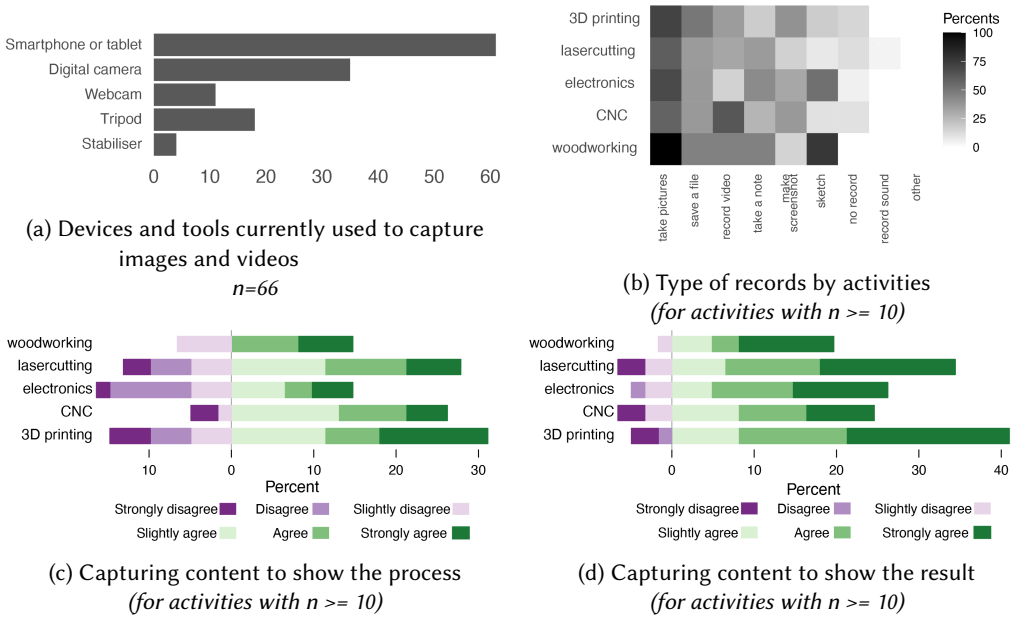 Smartphone or tablet
Digital camera
Webcam
Tripod
Stabiliser
0 10 20 30 40 50 60
(a) Devices and tools currently used to capture
images and videos
n=66
3D printing
lasercutting
electronics
CNC
woodworking
take pictures
save a file
record video
take a note
make
screenshot
sketch
no record
record sound
other
Percents
100
75
50
25
0
(b) Type of records by activities
(for activities with n >= 10)
woodworking
lasercutting
electronics
CNC
3D printing
10 0 10 20 30
Percent
Strongly disagree Disagree Slightly disagree
Slightly agree Agree Strongly agree
(c) Capturing content to show the process
(for activities with n >= 10)
woodworking
lasercutting
electronics
CNC
3D printing
0 10 20 30 40
Percent
Strongly disagree Disagree Slightly disagree
Slightly agree Agree Strongly agree
(d) Capturing content to show the result
(for activities with n >= 10)